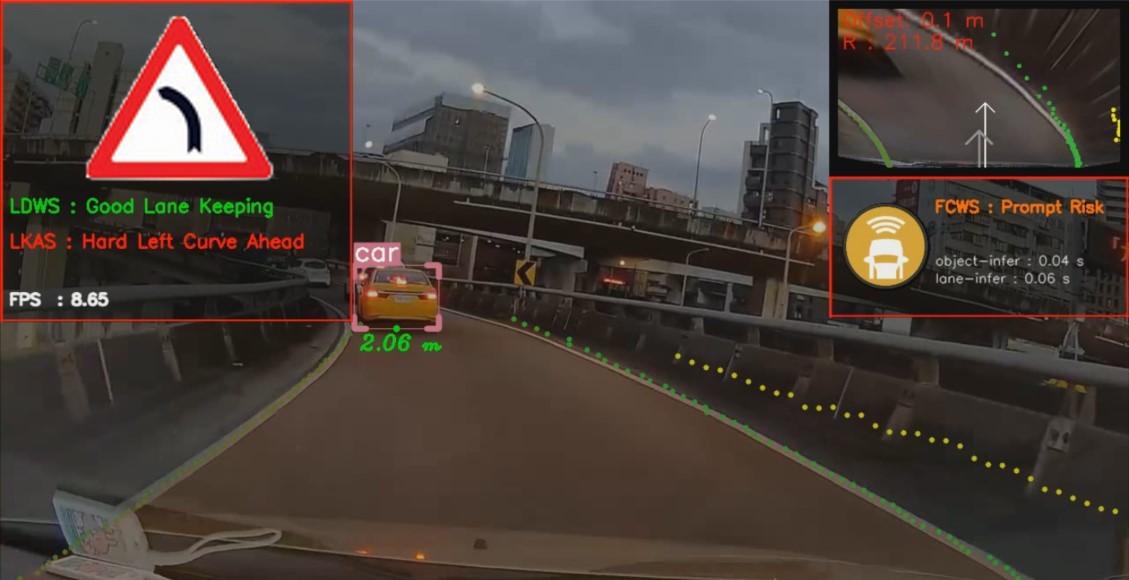 LDWS : Good Lane Keeping
LKAS : Hard Left Curve Ahead
FPS : 8.65
car
2.06 m
Offset: 0.1 m
R : 211.8 m
FCWS : Prompt Risk
object-infer : 0.04 s
lane-infer : 0.06 s